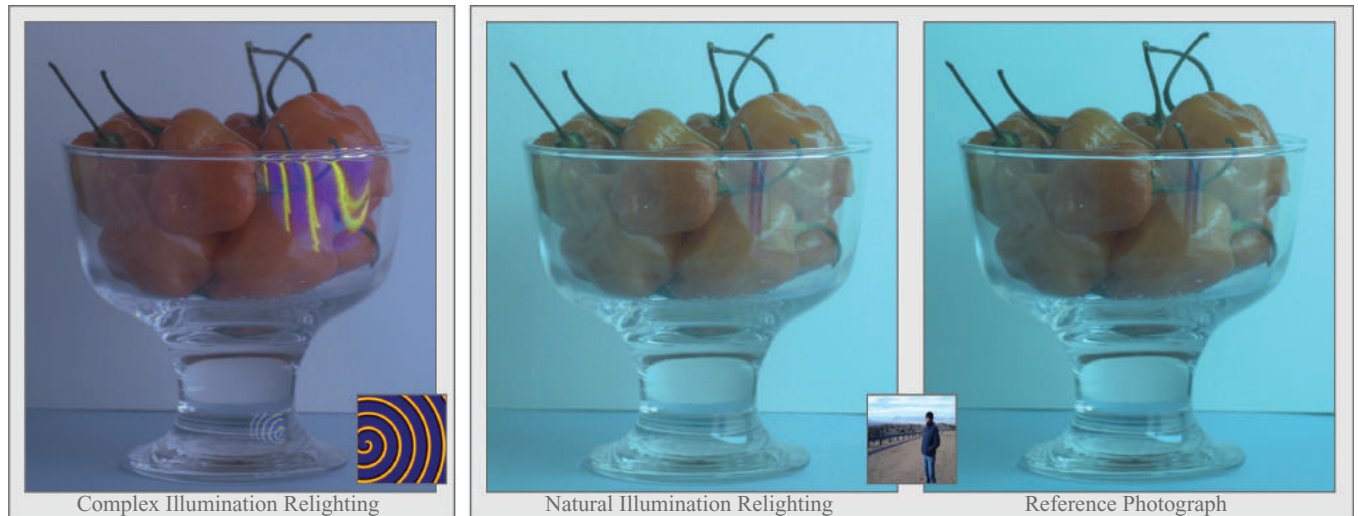 Complex Illumination Relighting
Natural Illumination Relighting
Reference Photograph